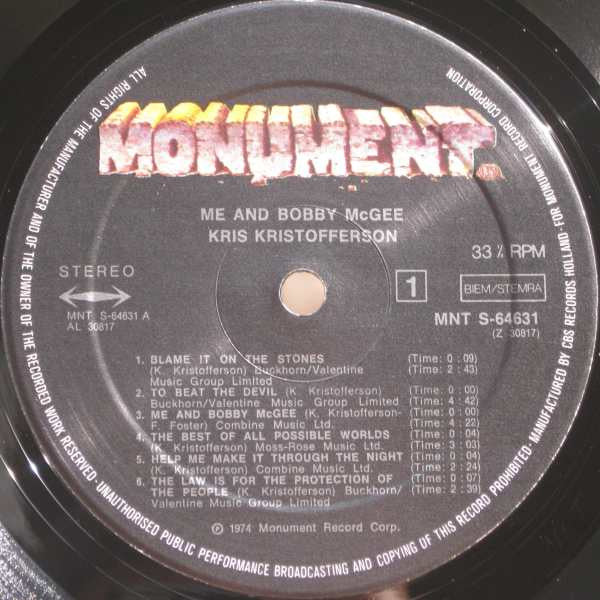 MONUMENT
ME AND BOBBY McGEE
KRIS KRISTOFFERSON
33 ⅓ RPM
STEREO
1
BIEM/STEMRA
MNT S-64631 A
AL 30817
MNT S-64631
(Z 30817)
1. BLAME IT ON THE STONES (Time: 0 : 09)
(K. Kristofferson) Buckhorn/Valentine (Time: 2 : 43)
Music Group Limited
2. TO BEAT THE DEVIL (K. Kristofferson) (Time: 0 : 00)
Buckhorn/Valentine Music Group Limited (Time: 4 : 42)
3. ME AND BOBBY McGEE (K. Kristofferson- (Time: 0 : 00)
F. Foster) Combine Music Ltd. (Time: 4 : 22)
4. THE BEST OF ALL POSSIBLE WORLDS (Time: 0 : 04)
(K. Kristofferson) Moss-Rose Music Ltd. (Time: 3 : 03)
5. HELP ME MAKE IT THROUGH THE NIGHT (Time: 0 : 04)
(K. Kristofferson) Combine Music Ltd. (Time: 2 : 24)
6. THE LAW IS FOR THE PROTECTION OF (Time: 0 : 07)
THE PEOPLE (K. Kristofferson) Buckhorn/ (Time: 2 : 39)
Valentine Music Group Limited
℗ 1974 Monument Record Corp.
ALL RIGHTS OF THE MANUFACTURER AND OF THE OWNER OF THE RECORDED WORK RESERVED · UNAUTHORISED PUBLIC PERFORMANCE BROADCASTING AND COPYING OF THIS RECORD PROHIBITED · MANUFACTURED BY CBS RECORDS HOLLAND · FOR MONUMENT RECORD CORPORATION